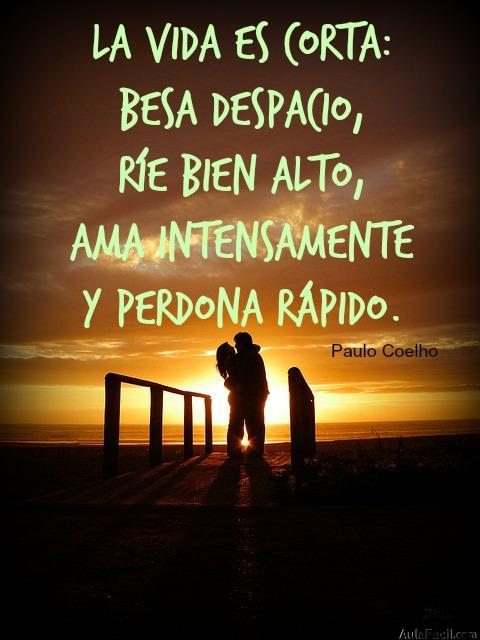 LA VIDA ES CORTA:
BESA DESPACIO,
RÍE BIEN ALTO,
AMA INTENSAMENTE
Y PERDONA RÁPIDO.
Paulo Coelho
AulaFacil.com